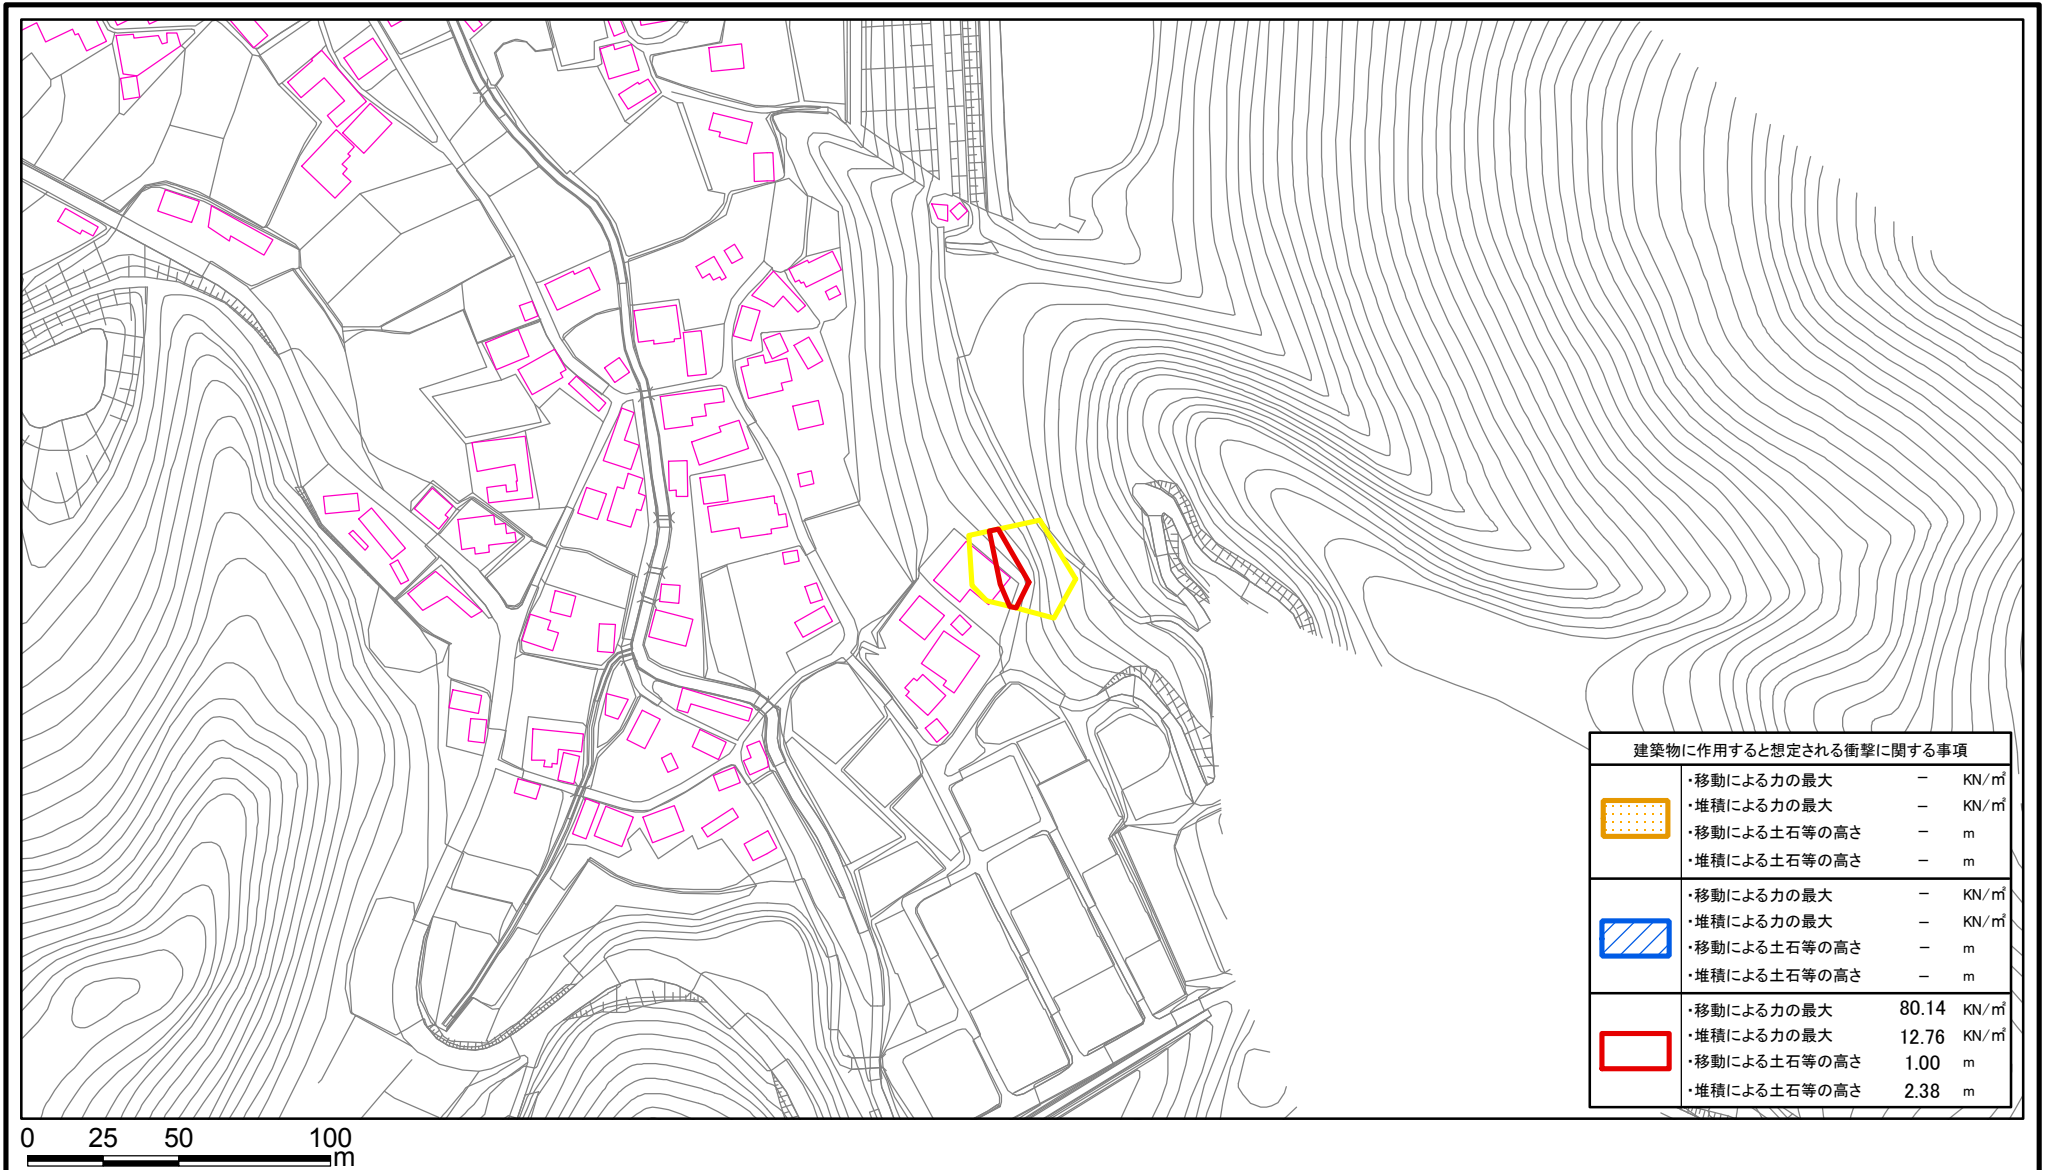 建築物に作用すると想定される衝撃に関する事項
・移動による力の最大 － KN/㎡
・堆積による力の最大 － KN/㎡
・移動による土石等の高さ － m
・堆積による土石等の高さ － m
・移動による力の最大 － KN/㎡
・堆積による力の最大 － KN/㎡
・移動による土石等の高さ － m
・堆積による土石等の高さ － m
・移動による力の最大 80.14 KN/㎡
・堆積による力の最大 12.76 KN/㎡
・移動による土石等の高さ 1.00 m
・堆積による土石等の高さ 2.38 m
0 25 50 100
m